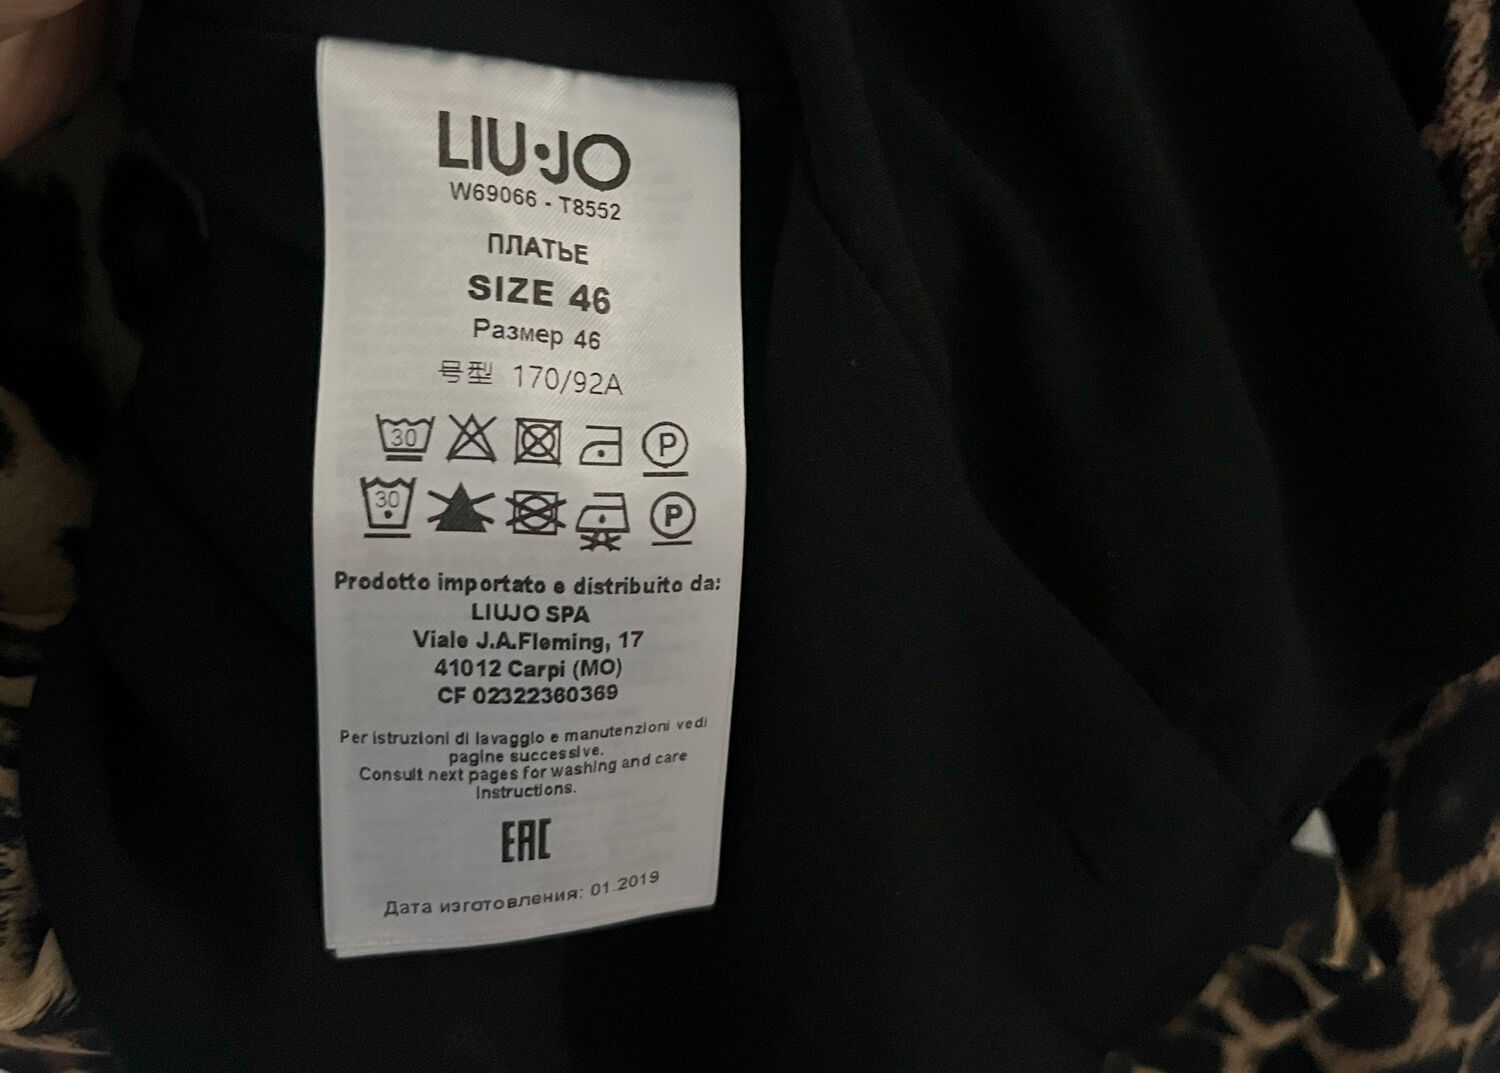 LIU·JO
W69066 - T8552
ПЛАТЬЕ
SIZE 46
Размер 46
号型 170/92A
30 P
30 P
Prodotto importato e distribuito da:
LIUJO SPA
Viale J.A.Fleming, 17
41012 Carpi (MO)
CF 02322360369
Per istruzioni di lavaggio e manutenzioni vedi
pagine successive.
Consult next pages for washing and care
instructions.
EAC
Дата изготовления: 01.2019